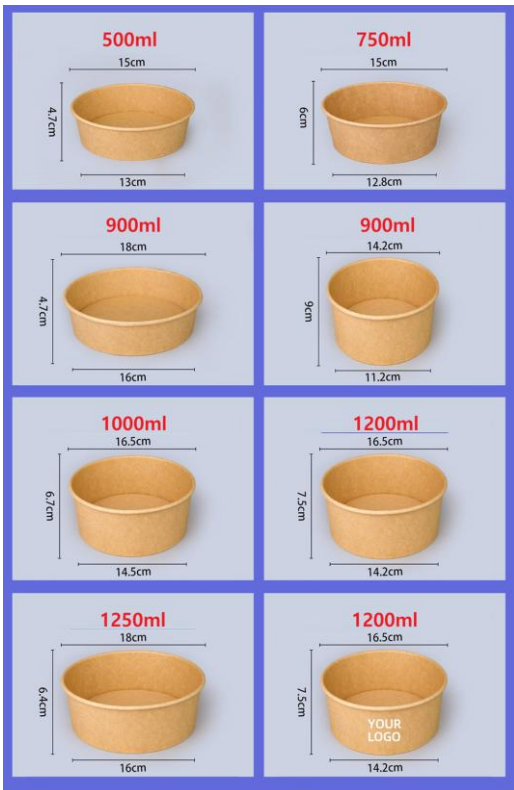 500ml
15cm
4.7cm
13cm
750ml
15cm
6cm
12.8cm
900ml
18cm
4.7cm
16cm
900ml
14.2cm
9cm
11.2cm
1000ml
16.5cm
6.7cm
14.5cm
1200ml
16.5cm
7.5cm
14.2cm
1250ml
18cm
6.4cm
16cm
1200ml
16.5cm
7.5cm
YOUR
LOGO
14.2cm